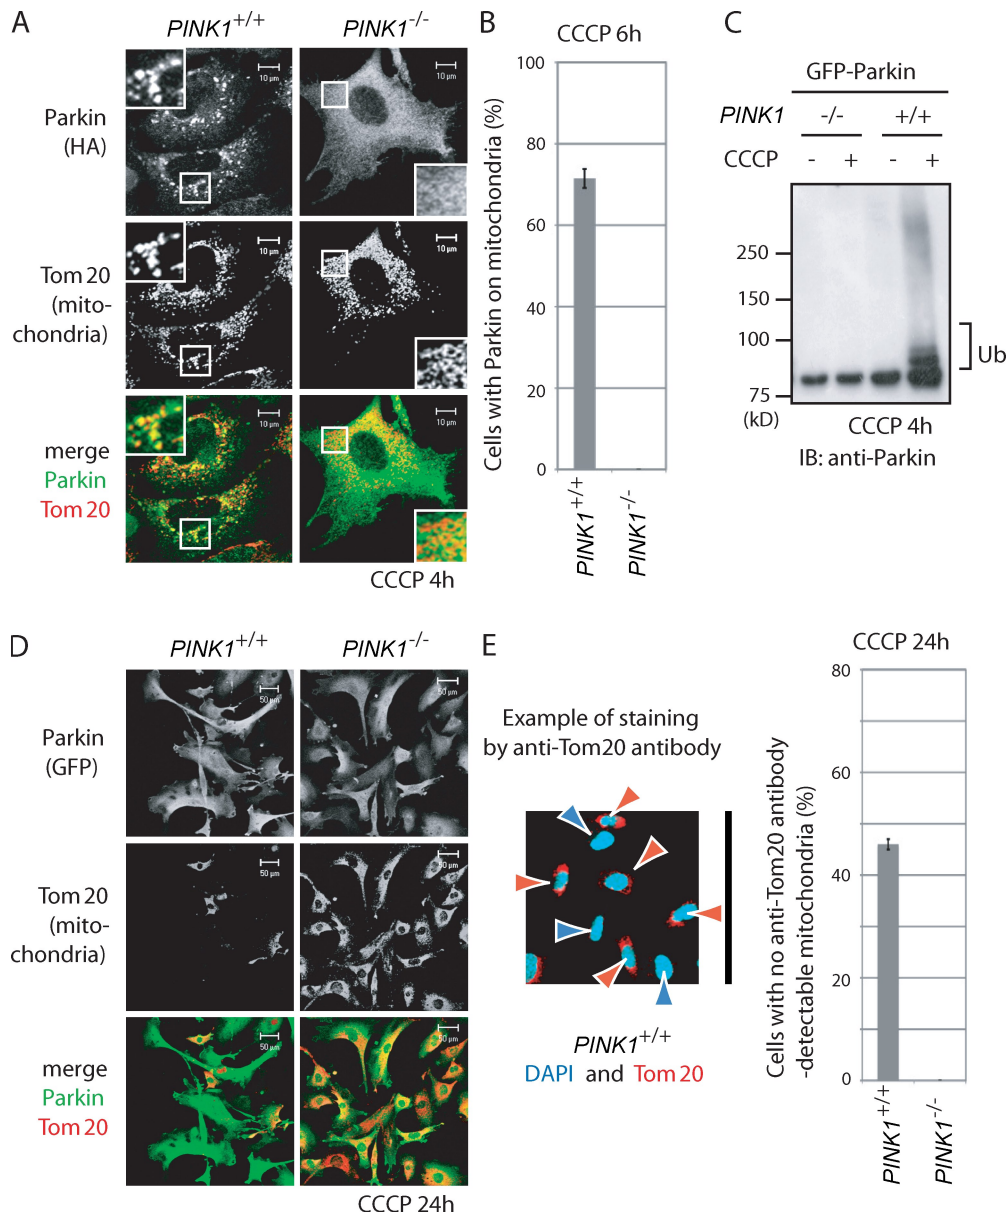 A
PINK1+/+
PINK1-/-
Parkin
(HA)
10 µm
10 µm
Tom 20
(mito-
chondria)
10 µm
10 µm
merge
Parkin
Tom 20
10 µm
10 µm
CCCP 4h
B
CCCP 6h
Cells with Parkin on mitochondria (%)
100
80
60
40
20
0
PINK1+/+
PINK1-/-
C
GFP-Parkin
PINK1 -/- +/+
CCCP - + - +
250
150
100
75
(kD)
Ub
CCCP 4h
IB: anti-Parkin
D
PINK1+/+
PINK1-/-
Parkin
(GFP)
50 µm
50 µm
Tom 20
(mito-
chondria)
50 µm
50 µm
merge
Parkin
Tom 20
50 µm
50 µm
CCCP 24h
E
Example of staining
by anti-Tom20 antibody
PINK1+/+
DAPI and Tom 20
CCCP 24h
Cells with no anti-Tom20 antibody
-detectable mitochondria (%)
80
60
40
20
0
PINK1+/+
PINK1-/-